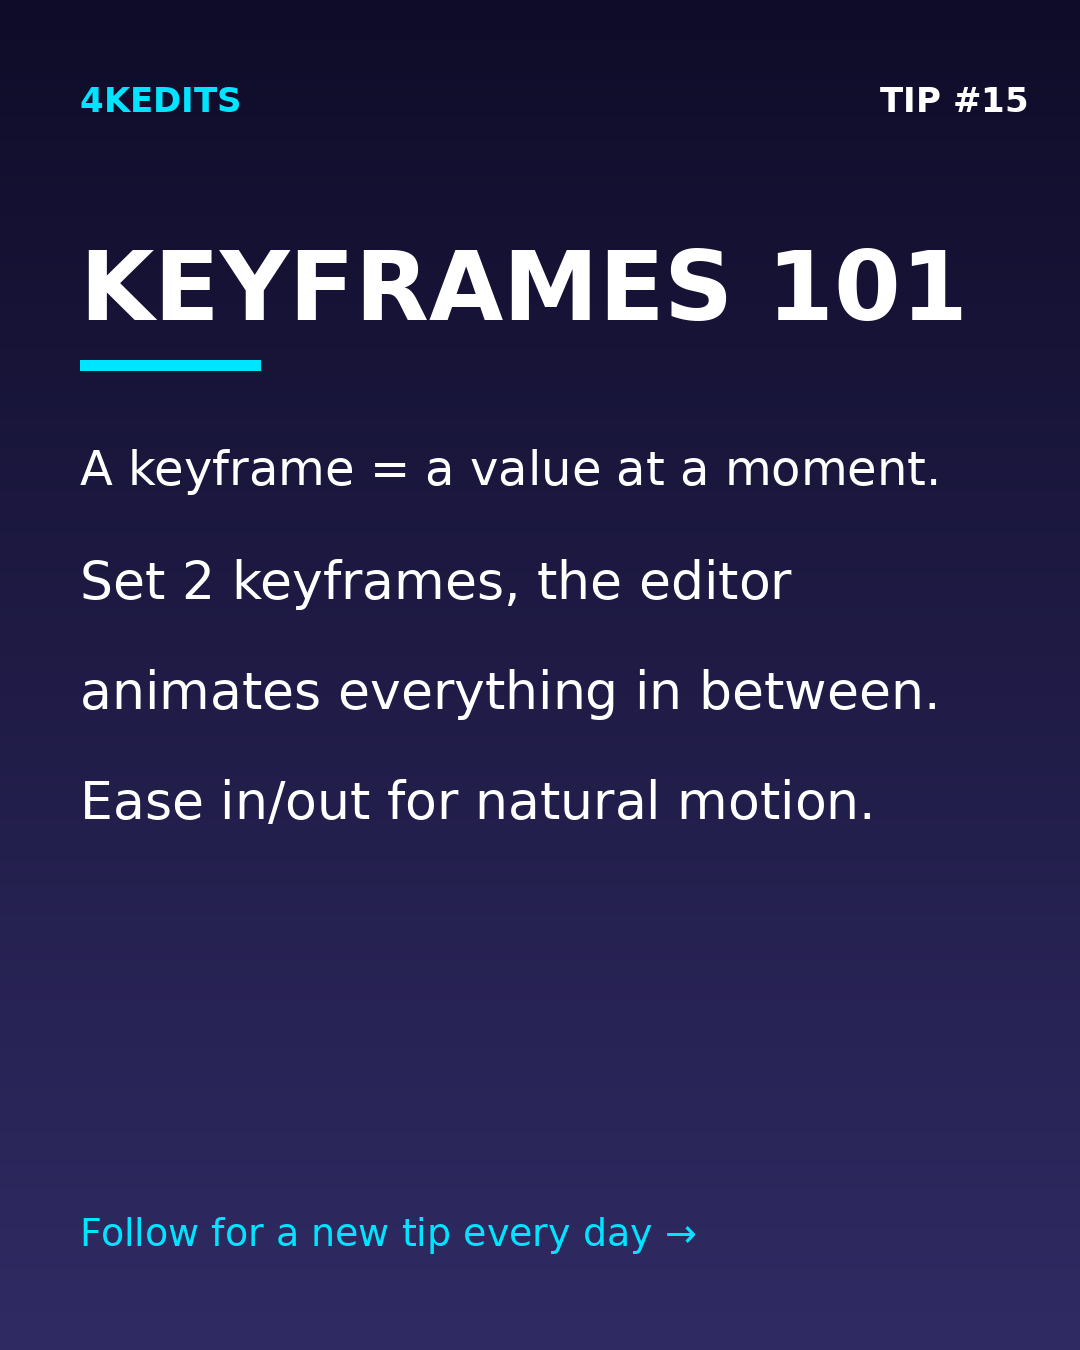 4KEDITS
TIP #15
KEYFRAMES 101
A keyframe = a value at a moment.
Set 2 keyframes, the editor
animates everything in between.
Ease in/out for natural motion.
Follow for a new tip every day →